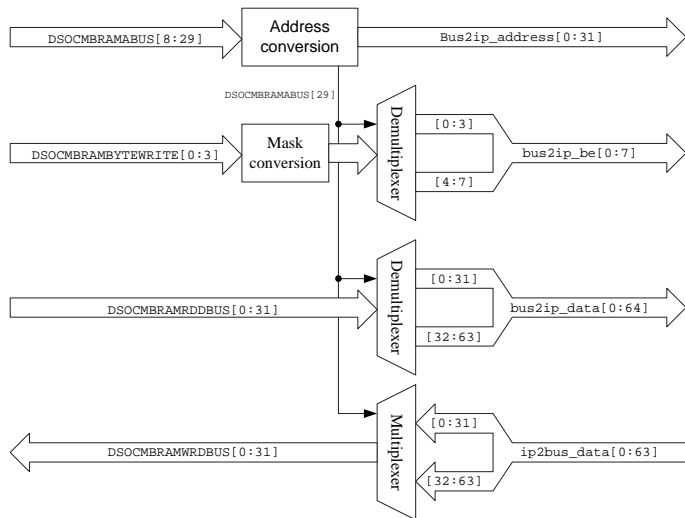 DSOCMBRAMABUS[8:29]
Address
conversion
Bus2ip_address[0:31]
DSOCMBRAMABUS[29]
DSOCMBRAMBYTEWRITE[0:3]
Mask
conversion
Demultiplexer
[0:3]
[4:7]
bus2ip_be[0:7]
DSOCMBRAMRDDBUS[0:31]
Demultiplexer
[0:31]
[32:63]
bus2ip_data[0:64]
DSOCMBRAMWRDBUS[0:31]
Multiplexer
[0:31]
[32:63]
ip2bus_data[0:63]